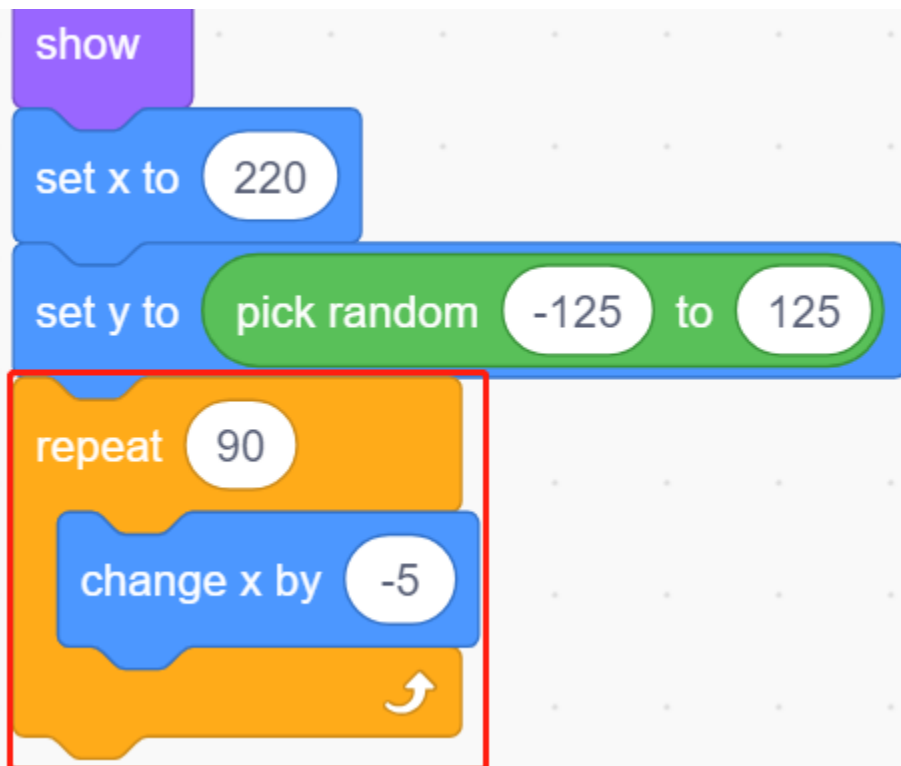 show
set x to 220
set y to pick random -125 to 125
repeat 90
change x by -5